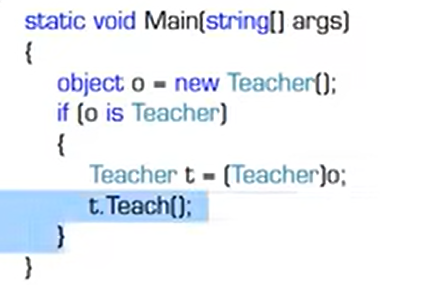 static void Main(string[] args)
{
object o = new Teacher();
if (o is Teacher)
{
Teacher t = (Teacher)o;
t.Teach();
}
}